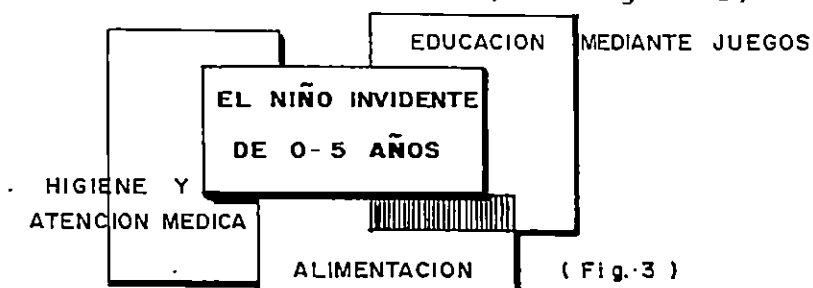 EDUCACION MEDIANTE JUEGOS
EL NIÑO INVIDENTE
DE 0-5 AÑOS
HIGIENE Y
ATENCION MEDICA
ALIMENTACION (Fig.3)